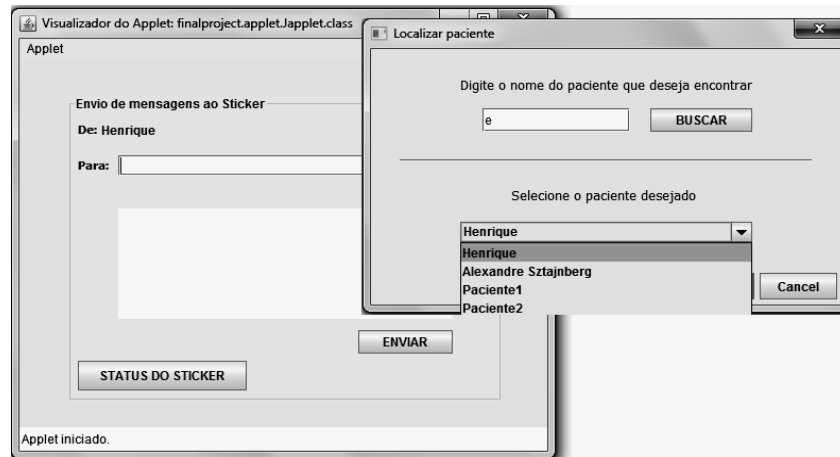 Visualizador do Applet: finalproject.applet.Japplet.class
Applet
Envio de mensagens ao Sticker
De: Henrique
Para:
ENVIAR
STATUS DO STICKER
Applet iniciado.
Localizar paciente
Digite o nome do paciente que deseja encontrar
e
BUSCAR
Selecione o paciente desejado
Henrique
Henrique
Alexandre Sztajnberg
Paciente1
Paciente2
Cancel